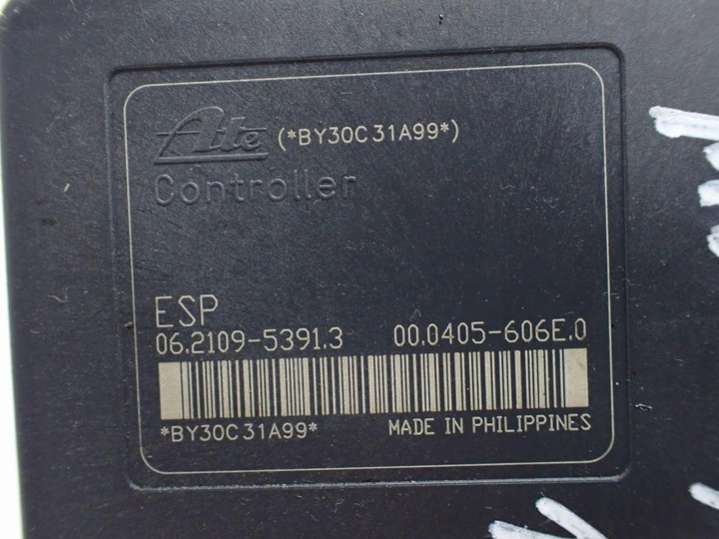 Ate (*BY30C31A99*)
Controller
ESP
06.2109-5391.3 00.0405-606E.0
*BY30C31A99* MADE IN PHILIPPINES